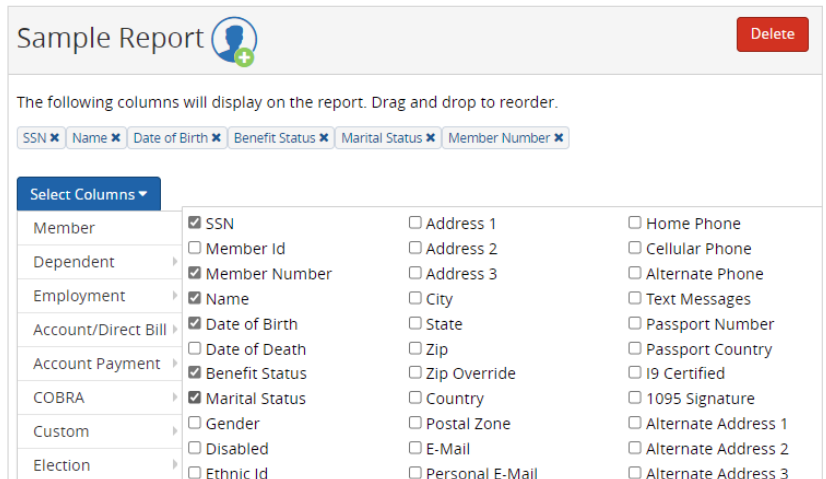 Sample Report
Delete
The following columns will display on the report. Drag and drop to reorder.
SSN ✖ Name ✖ Date of Birth ✖ Benefit Status ✖ Marital Status ✖ Member Number ✖
Select Columns
Member
Dependent
Employment
Account/Direct Bill
Account Payment
COBRA
Custom
Election
SSN
Member Id
Member Number
Name
Date of Birth
Date of Death
Benefit Status
Marital Status
Gender
Disabled
Ethnic Id
Address 1
Address 2
Address 3
City
State
Zip
Zip Override
Country
Postal Zone
E-Mail
Personal E-Mail
Home Phone
Cellular Phone
Alternate Phone
Text Messages
Passport Number
Passport Country
I9 Certified
1095 Signature
Alternate Address 1
Alternate Address 2
Alternate Address 3